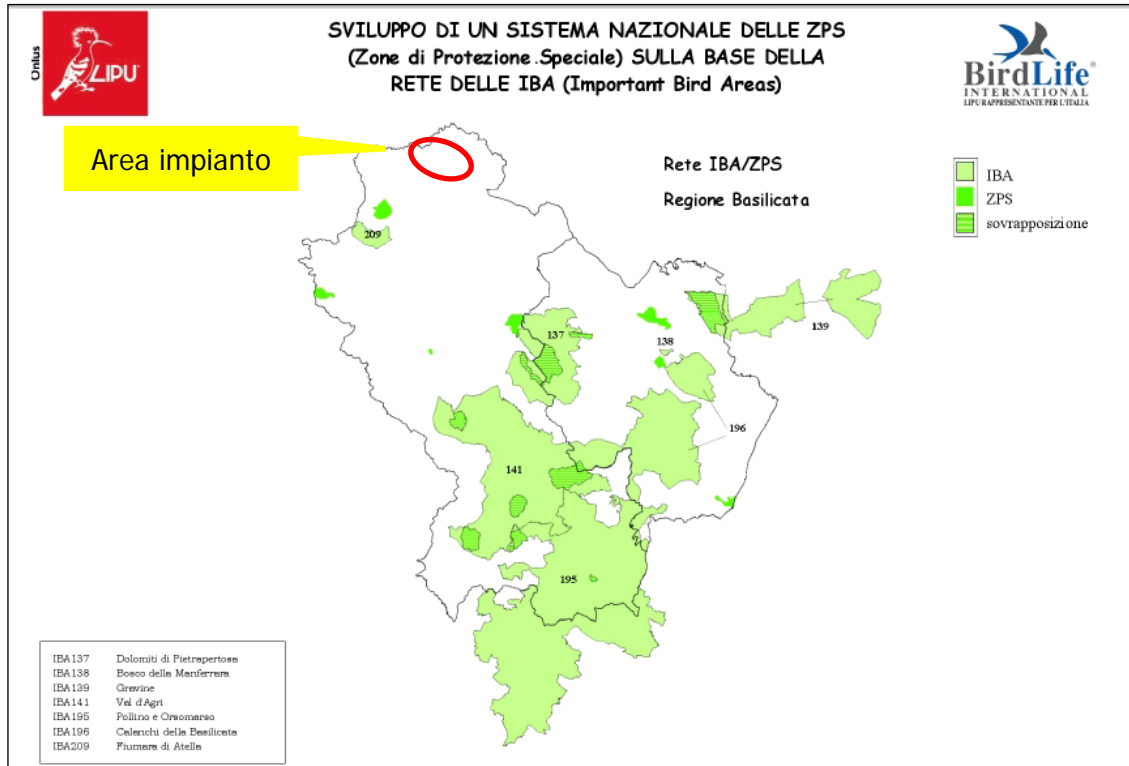 Onlus
LIPU
SVILUPPO DI UN SISTEMA NAZIONALE DELLE ZPS
(Zone di Protezione.Speciale) SULLA BASE DELLA
RETE DELLE IBA (Important Bird Areas)
BirdLife
INTERNATIONAL
LIPU RAPPRESENTANTE PER L'ITALIA
Area impianto
Rete IBA/ZPS
Regione Basilicata
IBA
ZPS
sovrapposizione
209
139
137
138
196
141
195
IBA137 Dolomiti di Pietrapertosa
IBA138 Bosco della Manferrara
IBA139 Gravine
IBA141 Val d'Agri
IBA195 Pollino e Orsomarso
IBA196 Calanchi della Basilicata
IBA209 Fiumara di Atella